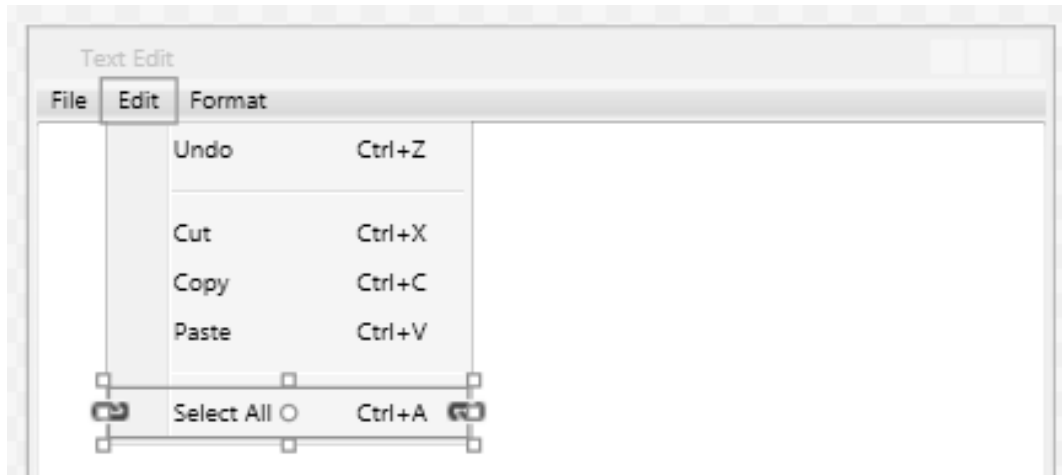 Text Edit
File Edit Format
Undo Ctrl+Z
Cut Ctrl+X
Copy Ctrl+C
Paste Ctrl+V
Select All Ctrl+A